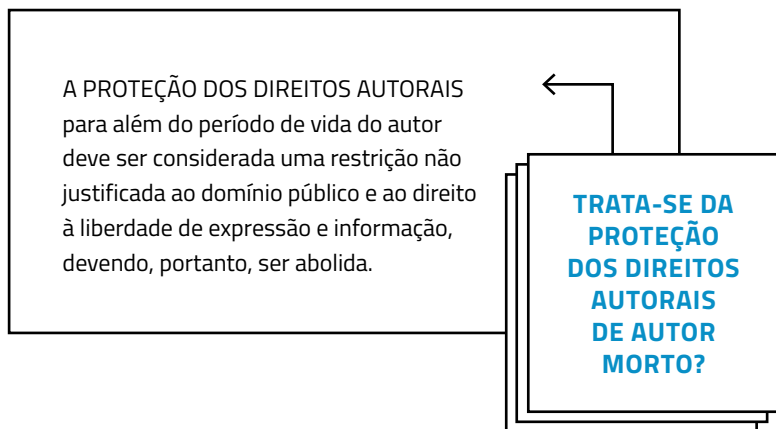 A PROTEÇÃO DOS DIREITOS AUTORAIS
para além do período de vida do autor
deve ser considerada uma restrição não
justificada ao domínio público e ao direito
à liberdade de expressão e informação,
devendo, portanto, ser abolida.
TRATA-SE DA
PROTEÇÃO
DOS DIREITOS
AUTORAIS
DE AUTOR
MORTO?